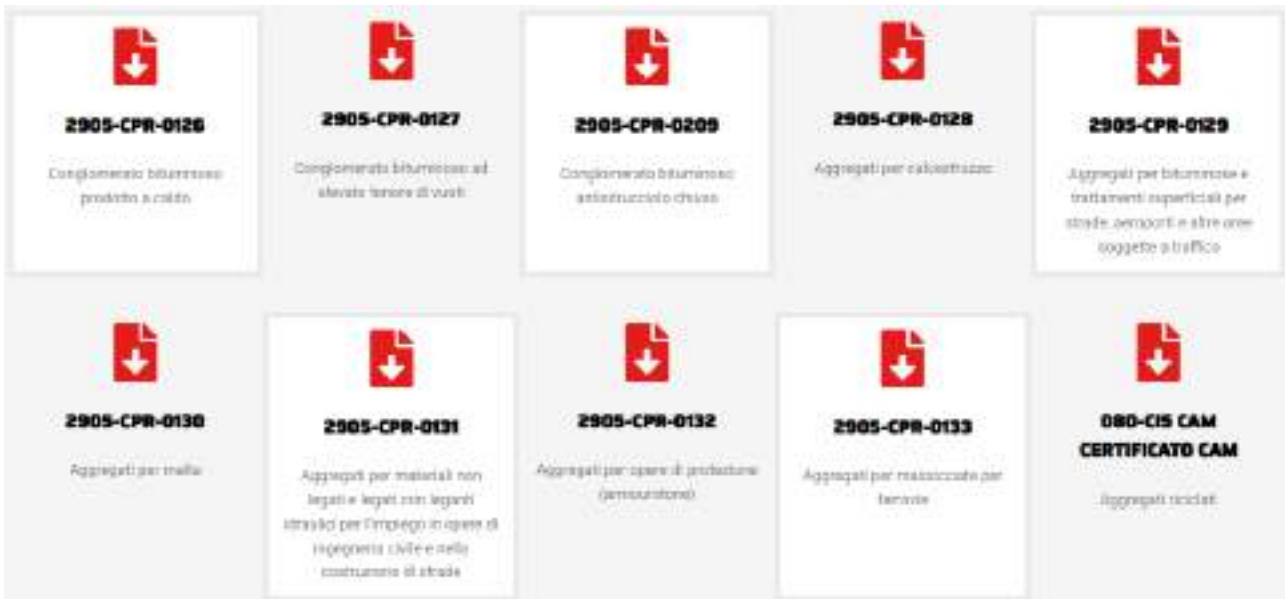 2905-CPR-0126
Conglomerato bituminoso
prodotto a caldo
2905-CPR-0127
Conglomerato bituminoso ad
elevato tenore di vuoti
2905-CPR-0209
Conglomerato bituminoso
antisdrucciolo chiuso
2905-CPR-0128
Aggregati per calcestruzzo
2905-CPR-0129
Aggregati per bituminose e
trattamenti superficiali per
strade, aeroporti e altre aree
soggette a traffico
2905-CPR-0130
Aggregati per malta
2905-CPR-0131
Aggregati per materiali non
legati e legati con leganti
idraulici per l'impiego in opere di
ingegneria civile e nella
costruzione di strade
2905-CPR-0132
Aggregati per opere di protezione
(armourstone)
2905-CPR-0133
Aggregati per massicciate per
ferrovie
080-CIS CAM
CERTIFICATO CAM
Aggregati riciclati